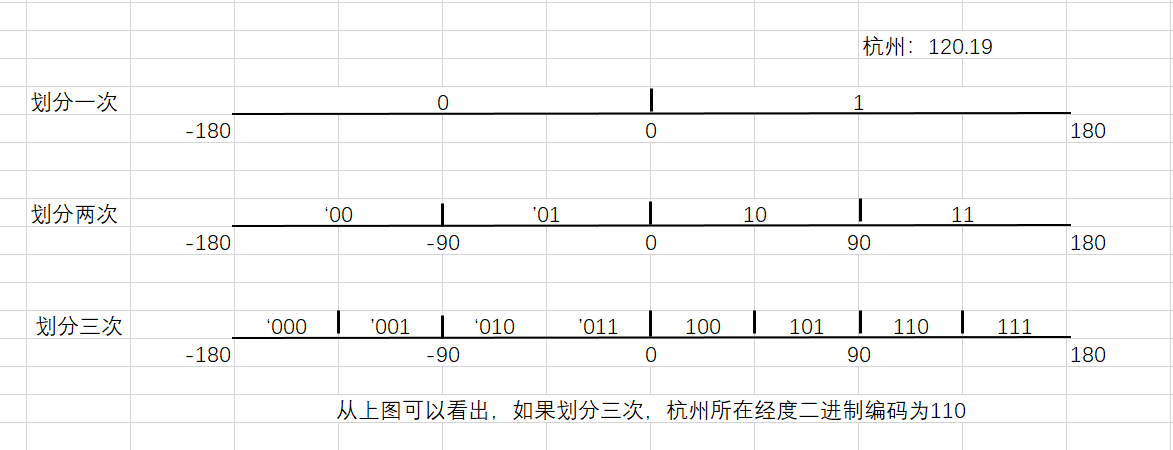 杭州：120.19
划分一次 0 1
-180 0 180
划分两次 ‘00 ’01 10 11
-180 -90 0 90 180
划分三次 ‘000 ’001 ‘010 ’011 100 101 110 111
-180 -90 0 90 180
从上图可以看出，如果划分三次，杭州所在经度二进制编码为110